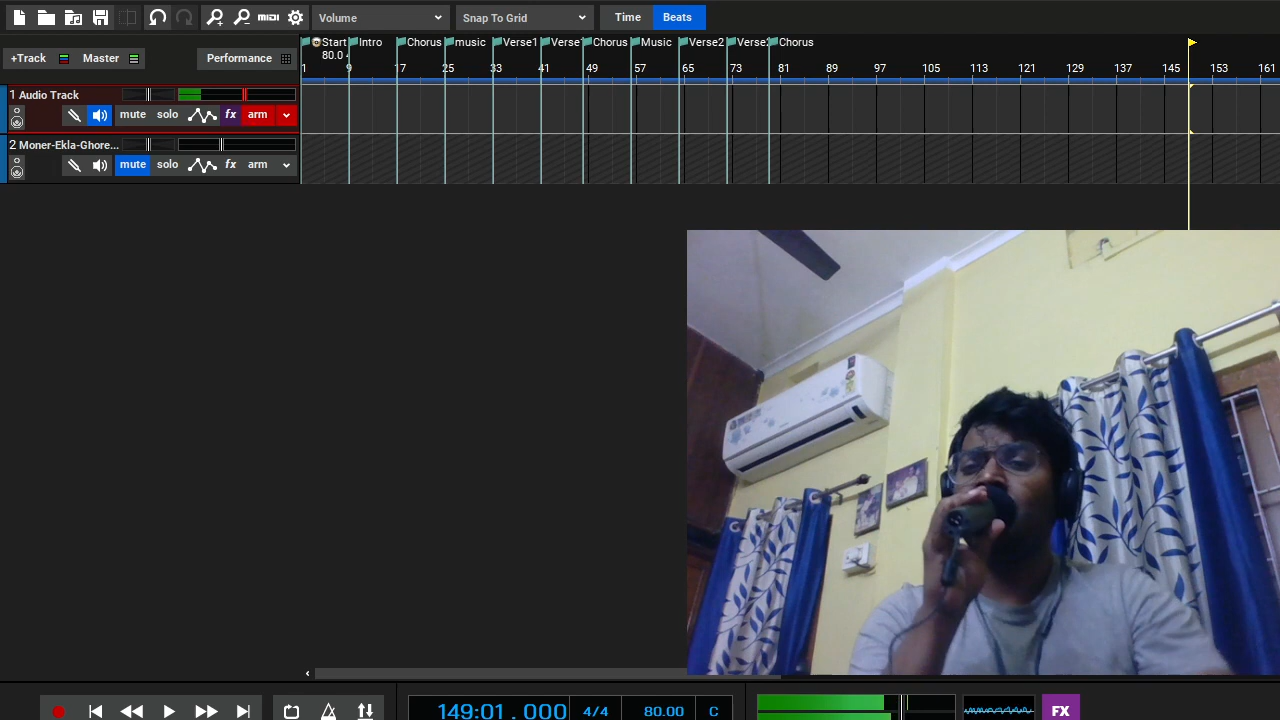 MIDI Volume Snap To Grid Time Beats
+Track Master Performance
Start Intro Chorus music Verse1 Verse Chorus Music Verse2 Verse2 Chorus
80.0
1 9 17 25 33 41 49 57 65 73 81 89 97 105 113 121 129 137 145 153 161
1 Audio Track
mute solo fx arm
2 Moner-Ekla-Ghore...
mute solo fx arm
149:01.000 4/4 80.00 C FX